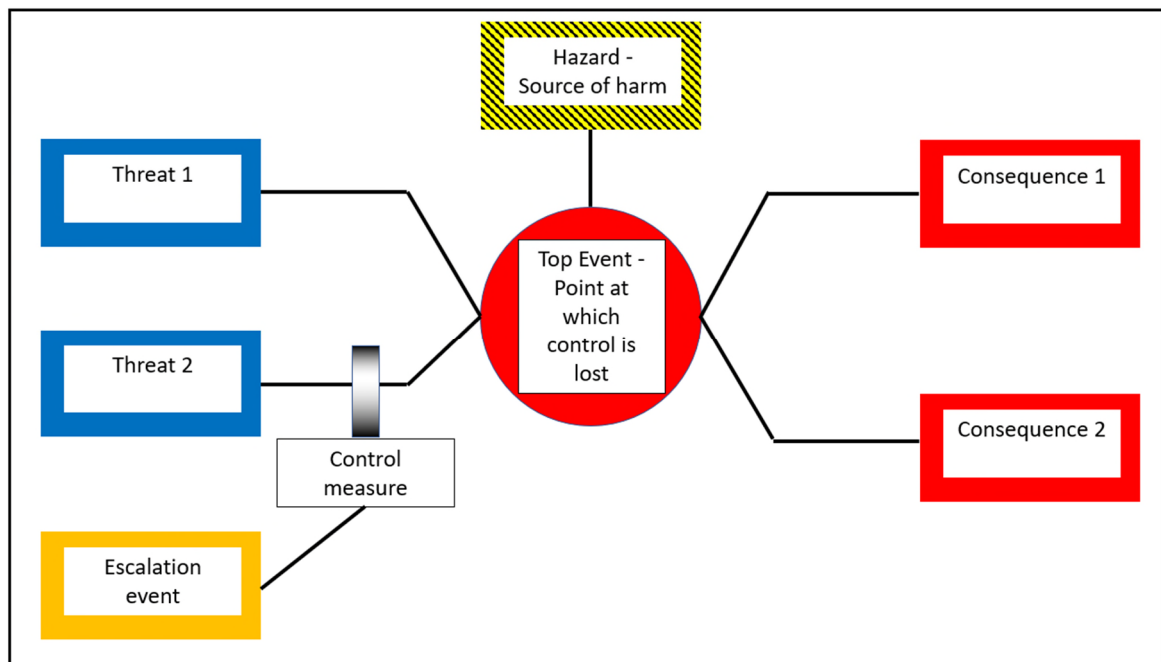 Hazard -
Source of harm
Threat 1
Consequence 1
Top Event -
Point at
which
control is
lost
Threat 2
Consequence 2
Control
measure
Escalation
event